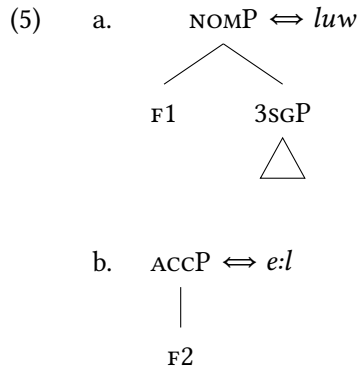 (5) a. NOMP ⇔ luw
F1 3SGP
b. ACCP ⇔ e:l
F2